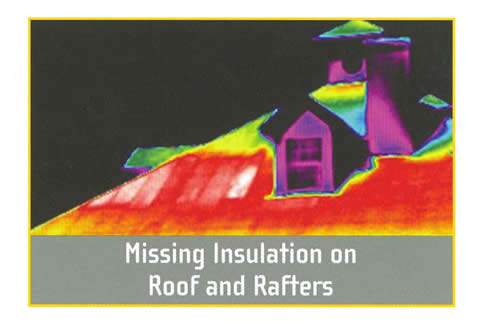 Missing Insulation on
Roof and Rafters